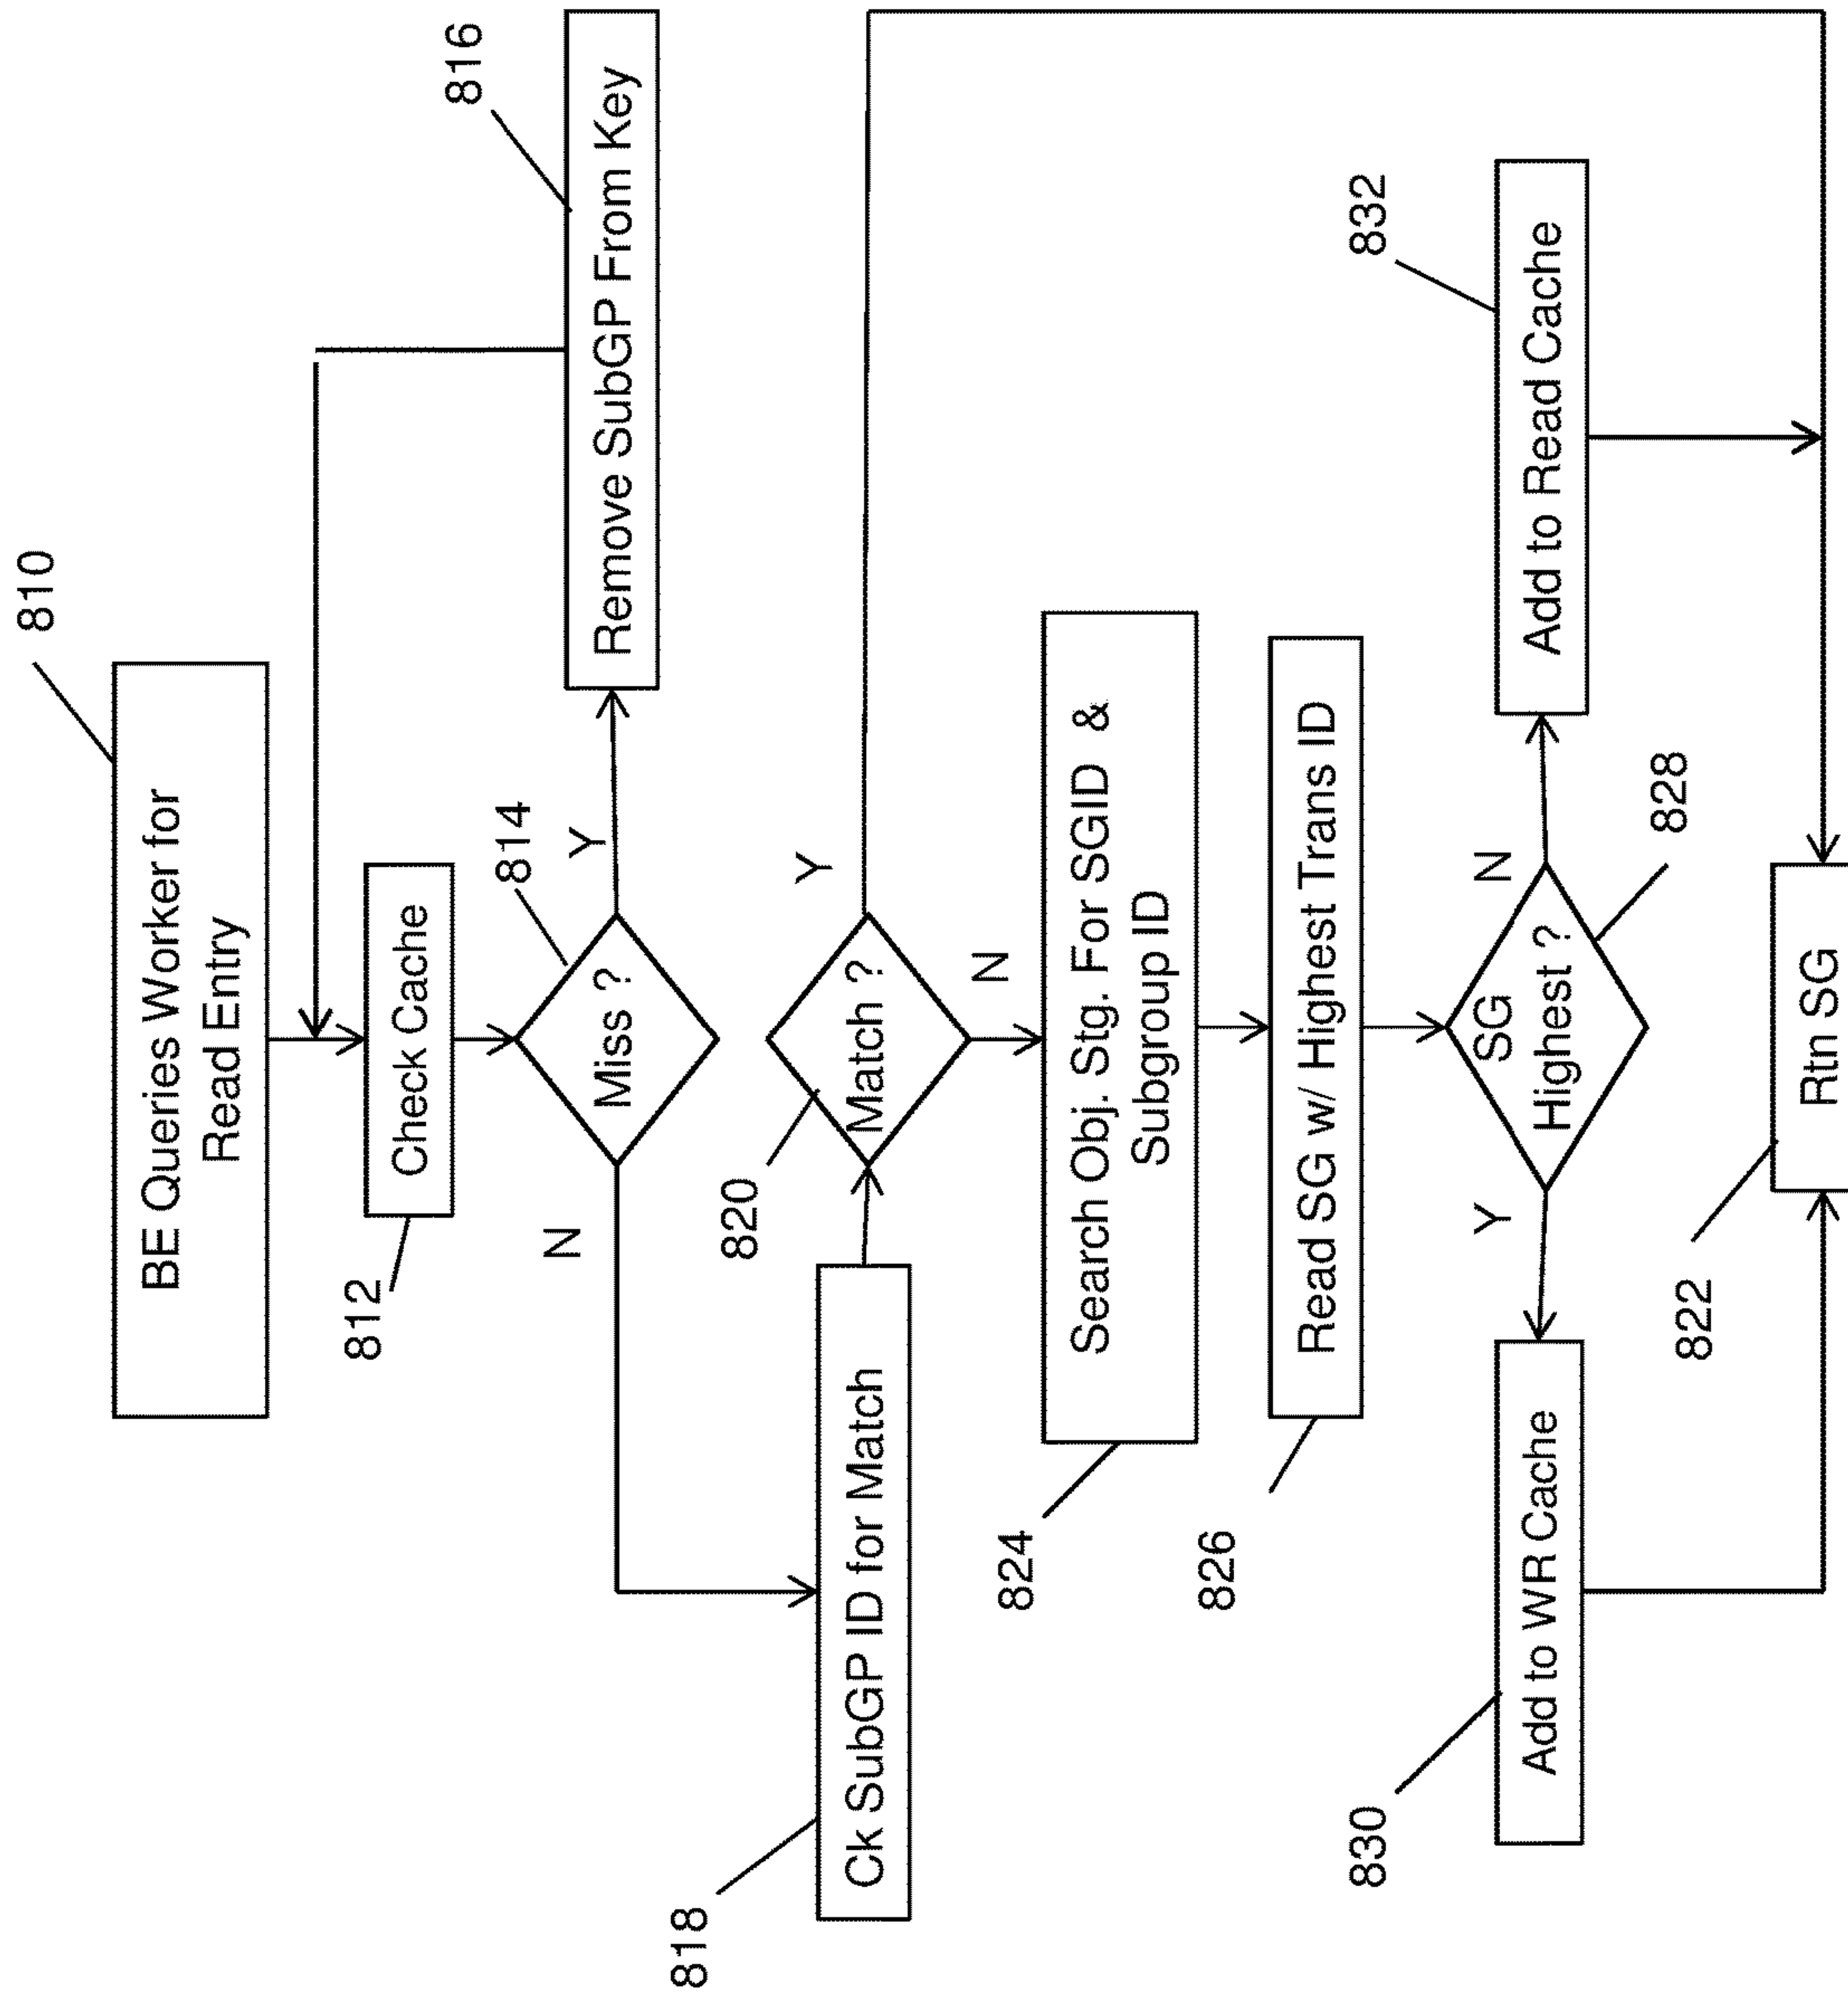 810
BE Queries Worker for
Read Entry
812
Check Cache
814
Miss ?
Y
N
816
Remove SubGP From Key
818
Ck SubGP ID for Match
820
Match ?
Y
N
824
Search Obj. Stg. For SGID &
Subgroup ID
826
Read SG w/ Highest Trans ID
SG
Highest ?
828
Y
N
830
Add to WR Cache
832
Add to Read Cache
822
Rtn SG